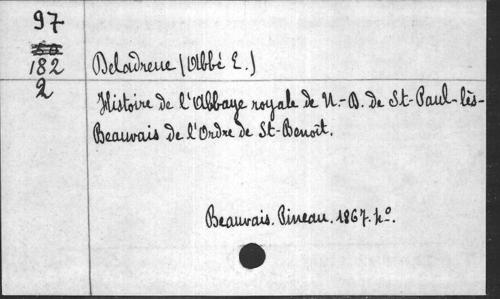 97
182
2
Deladreue (Abbé E.)
Histoire de l'Abbaye royale de N.-D. de St-Paul-lès-
Beauvais de l'Ordre de St-Benoît.
Beauvais. Pineau. 1867. 4º.